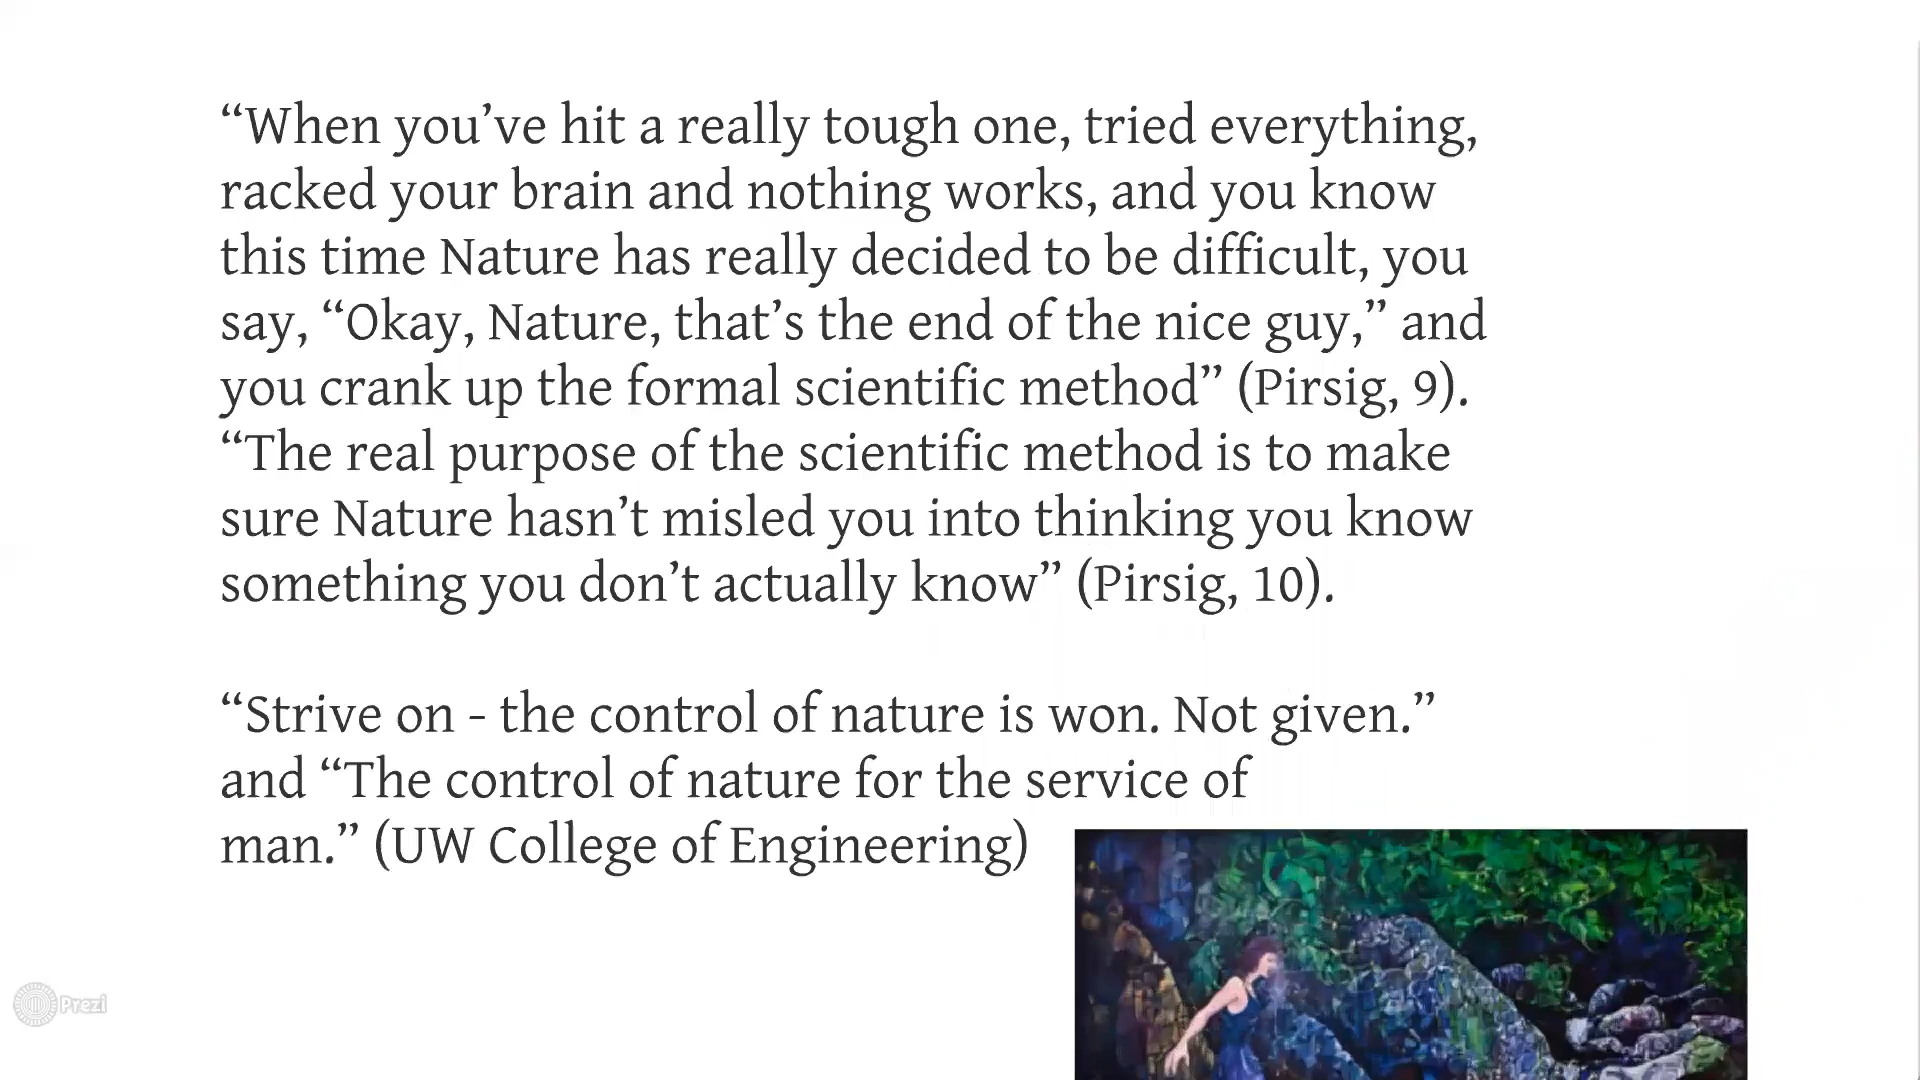 “When you’ve hit a really tough one, tried everything,
racked your brain and nothing works, and you know
this time Nature has really decided to be difficult, you
say, “Okay, Nature, that’s the end of the nice guy,” and
you crank up the formal scientific method” (Pirsig, 9).
“The real purpose of the scientific method is to make
sure Nature hasn’t misled you into thinking you know
something you don’t actually know” (Pirsig, 10).
“Strive on - the control of nature is won. Not given.”
and “The control of nature for the service of
man.” (UW College of Engineering)
Prezi